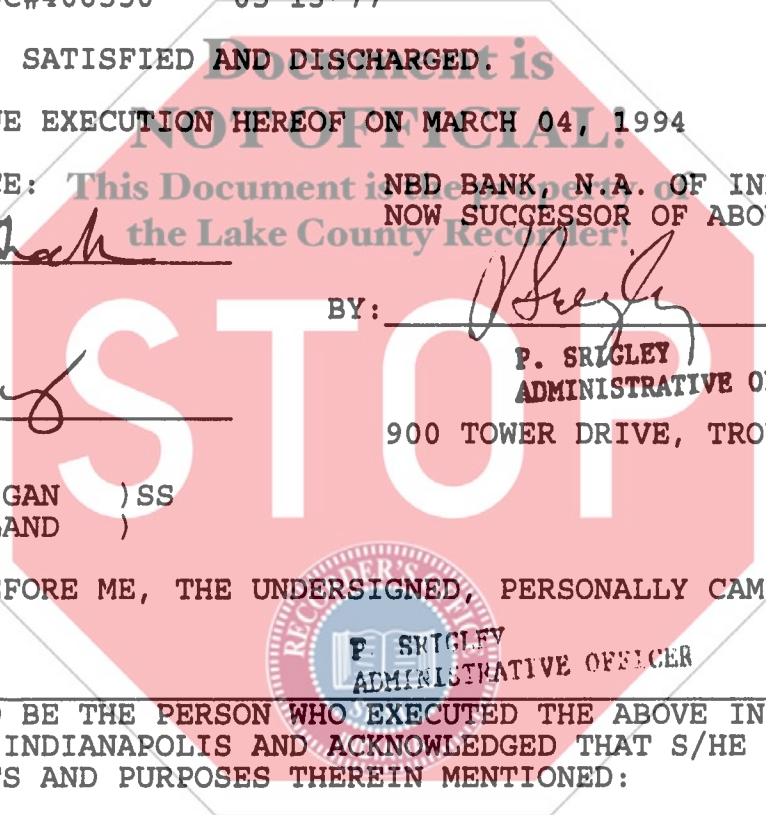 SATISFIED AND DISCHARGED.
Document is
E EXECUTION HEREOF ON MARCH 04, 1994
NOT OFFICIAL!
E: NBD BANK, N.A. OF IN
This Document is the property of
NOW SUCCESSOR OF ABO
the Lake County Recorder!
BY:
P. SRIGLEY
ADMINISTRATIVE O
900 TOWER DRIVE, TRO
STOP
GAN )SS
AND )
FORE ME, THE UNDERSIGNED, PERSONALLY CAM
RECORDER'S OFFICE
P. SRIGLEY
ADMINISTRATIVE OFFICER
BE THE PERSON WHO EXECUTED THE ABOVE IN
INDIANAPOLIS AND ACKNOWLEDGED THAT S/HE
S AND PURPOSES THEREIN MENTIONED: